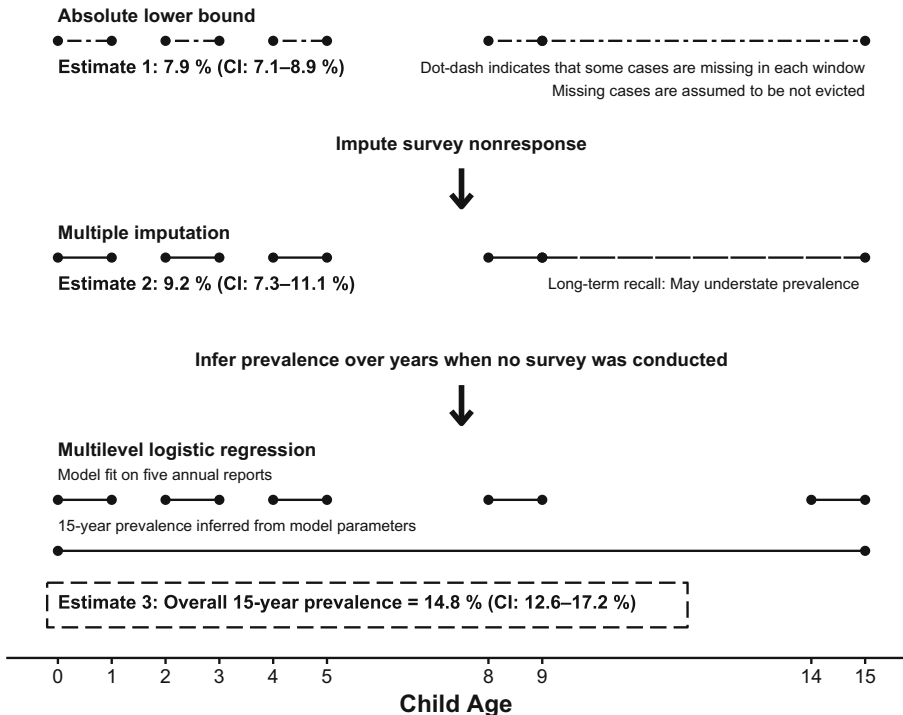 Absolute lower bound
Estimate 1: 7.9 % (CI: 7.1–8.9 %)
Dot-dash indicates that some cases are missing in each window
Missing cases are assumed to be not evicted
Impute survey nonresponse
Multiple imputation
Estimate 2: 9.2 % (CI: 7.3–11.1 %)
Long-term recall: May understate prevalence
Infer prevalence over years when no survey was conducted
Multilevel logistic regression
Model fit on five annual reports
15-year prevalence inferred from model parameters
Estimate 3: Overall 15-year prevalence = 14.8 % (CI: 12.6–17.2 %)
0 1 2 3 4 5 8 9 14 15
Child Age